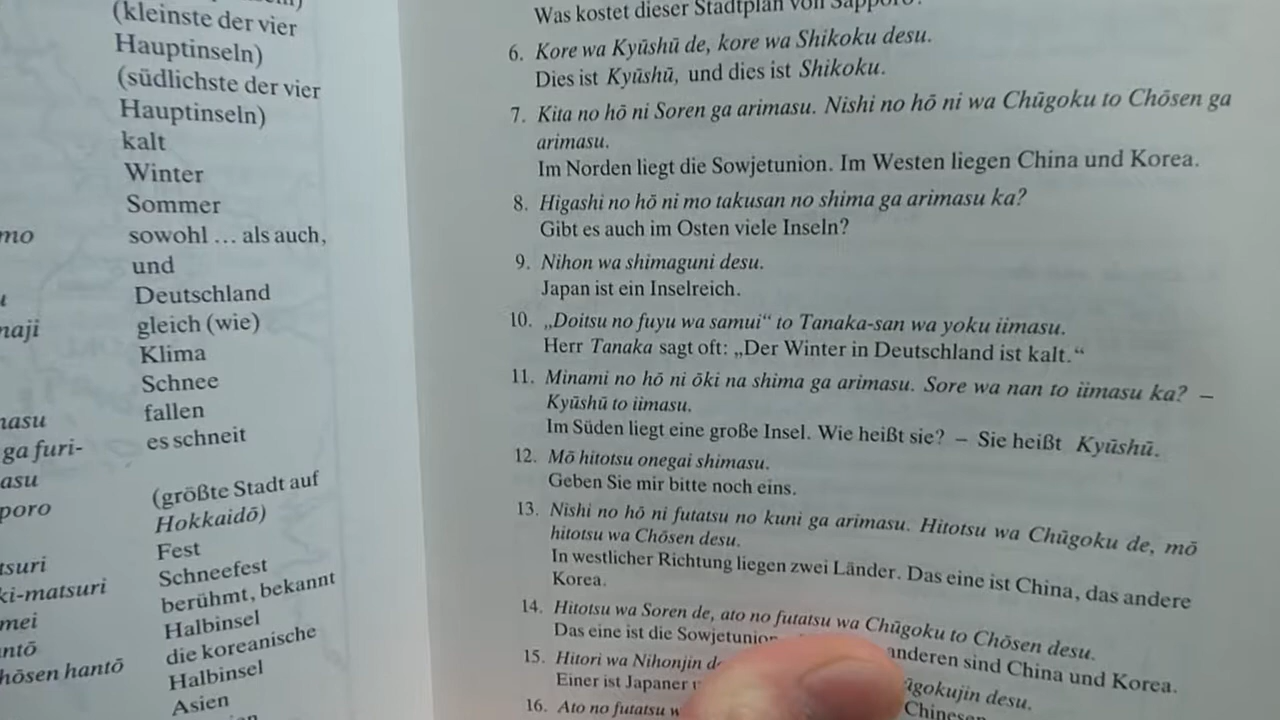 (kleinste der vier
Hauptinseln)
(südlichste der vier
Hauptinseln)
kalt
Winter
Sommer
mo sowohl … als auch,
und
Deutschland
naji gleich (wie)
Klima
Schnee
fallen
ga furi- es schneit
(größte Stadt auf
Hokkaidō)
Fest
Schneefest
berühmt, bekannt
Halbinsel
hōsen hantō die koreanische
Halbinsel
Asien
Was kostet dieser Stadtplan von Sapporo?
6. Kore wa Kyūshū de, kore wa Shikoku desu.
Dies ist Kyūshū, und dies ist Shikoku.
7. Kita no hō ni Soren ga arimasu. Nishi no hō ni wa Chūgoku to Chōsen ga
arimasu.
Im Norden liegt die Sowjetunion. Im Westen liegen China und Korea.
8. Higashi no hō ni mo takusan no shima ga arimasu ka?
Gibt es auch im Osten viele Inseln?
9. Nihon wa shimaguni desu.
Japan ist ein Inselreich.
10. „Doitsu no fuyu wa samui“ to Tanaka-san wa yoku iimasu.
Herr Tanaka sagt oft: „Der Winter in Deutschland ist kalt.“
11. Minami no hō ni ōki na shima ga arimasu. Sore wa nan to iimasu ka? –
Kyūshū to iimasu.
Im Süden liegt eine große Insel. Wie heißt sie? – Sie heißt Kyūshū.
12. Mō hitotsu onegai shimasu.
Geben Sie mir bitte noch eins.
13. Nishi no hō ni futatsu no kuni ga arimasu. Hitotsu wa Chūgoku de, mō
hitotsu wa Chōsen desu.
In westlicher Richtung liegen zwei Länder. Das eine ist China, das andere
Korea.
14. Hitotsu wa Soren de, ato no futatsu wa Chūgoku to Chōsen desu.
Das eine ist die Sowjetunion anderen sind China und Korea.
15. Hitori wa Nihonjin de ūgokujin desu.
Einer ist Japaner Chinesen
16. Ato no futatsu w